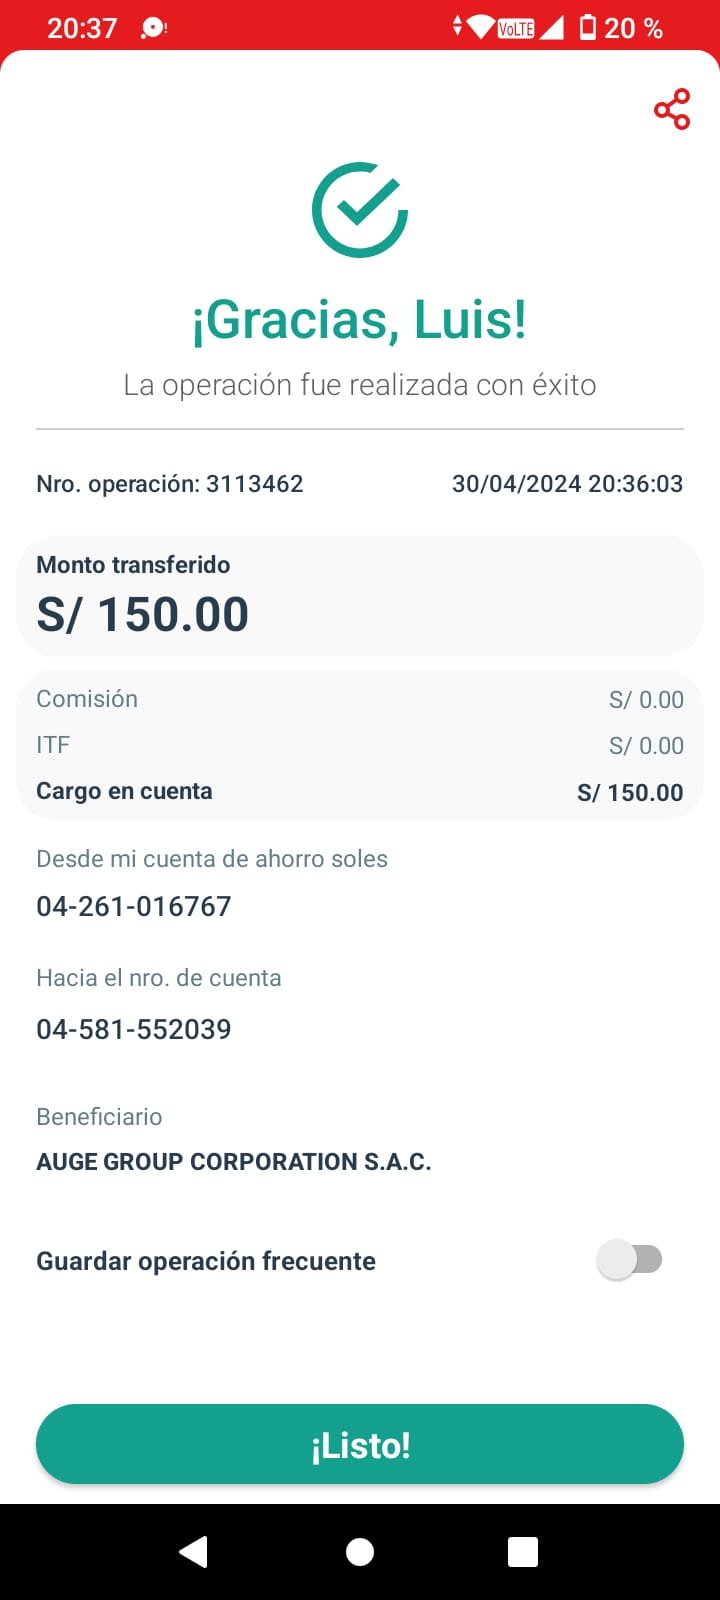 20:37
VoLTE
20 %
¡Gracias, Luis!
La operación fue realizada con éxito
Nro. operación: 3113462
30/04/2024 20:36:03
Monto transferido
S/ 150.00
Comisión
S/ 0.00
ITF
S/ 0.00
Cargo en cuenta
S/ 150.00
Desde mi cuenta de ahorro soles
04-261-016767
Hacia el nro. de cuenta
04-581-552039
Beneficiario
AUGE GROUP CORPORATION S.A.C.
Guardar operación frecuente
¡Listo!